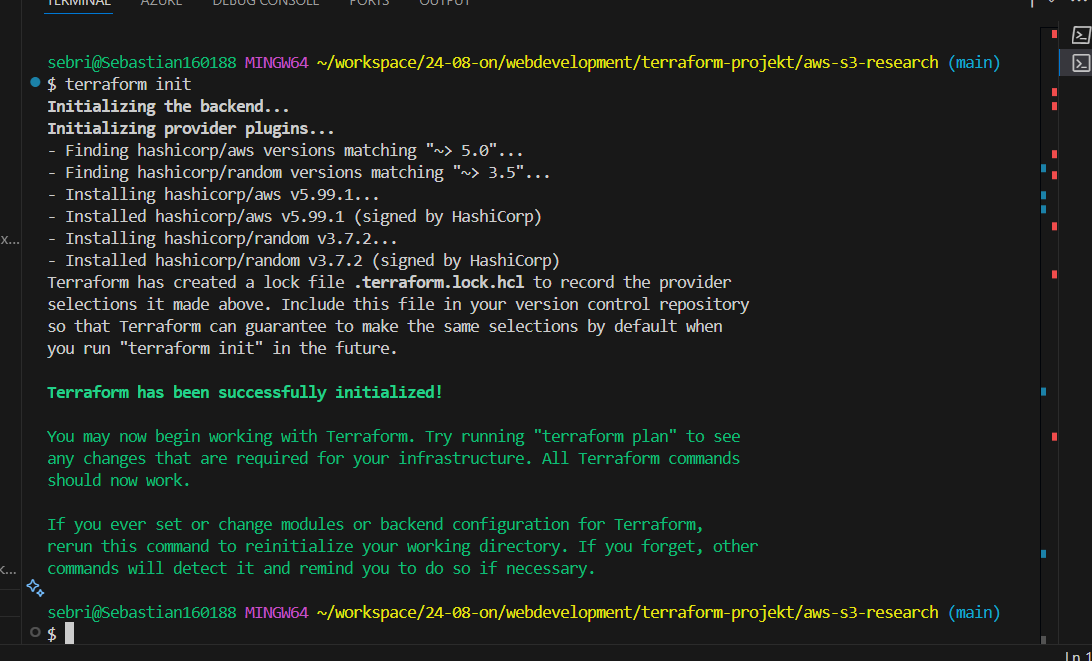 TERMINAL AZURE DEBUG CONSOLE PORTS OUTPUT
sebri@Sebastian160188 MINGW64 ~/workspace/24-08-on/webdevelopment/terraform-projekt/aws-s3-research (main)
$ terraform init
Initializing the backend...
Initializing provider plugins...
- Finding hashicorp/aws versions matching "~> 5.0"...
- Finding hashicorp/random versions matching "~> 3.5"...
- Installing hashicorp/aws v5.99.1...
- Installed hashicorp/aws v5.99.1 (signed by HashiCorp)
- Installing hashicorp/random v3.7.2...
x...
- Installed hashicorp/random v3.7.2 (signed by HashiCorp)
Terraform has created a lock file .terraform.lock.hcl to record the provider
selections it made above. Include this file in your version control repository
so that Terraform can guarantee to make the same selections by default when
you run "terraform init" in the future.
Terraform has been successfully initialized!
You may now begin working with Terraform. Try running "terraform plan" to see
any changes that are required for your infrastructure. All Terraform commands
should now work.
If you ever set or change modules or backend configuration for Terraform,
rerun this command to reinitialize your working directory. If you forget, other
commands will detect it and remind you to do so if necessary.
sebri@Sebastian160188 MINGW64 ~/workspace/24-08-on/webdevelopment/terraform-projekt/aws-s3-research (main)
$
Ln 1